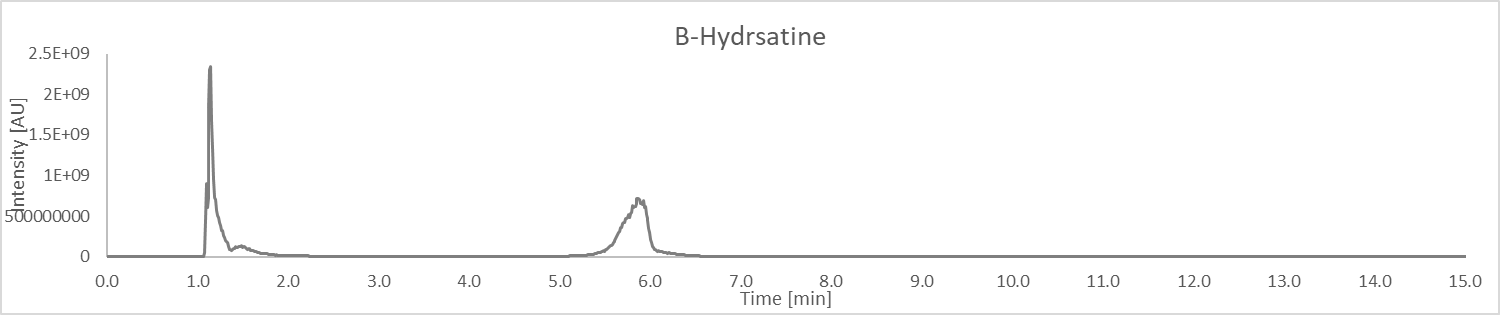 B-Hydrsatine
Intensity [AU]
2.5E+09
2E+09
1.5E+09
1E+09
500000000
0
0.0 1.0 2.0 3.0 4.0 5.0 6.0 7.0 8.0 9.0 10.0 11.0 12.0 13.0 14.0 15.0
Time [min]